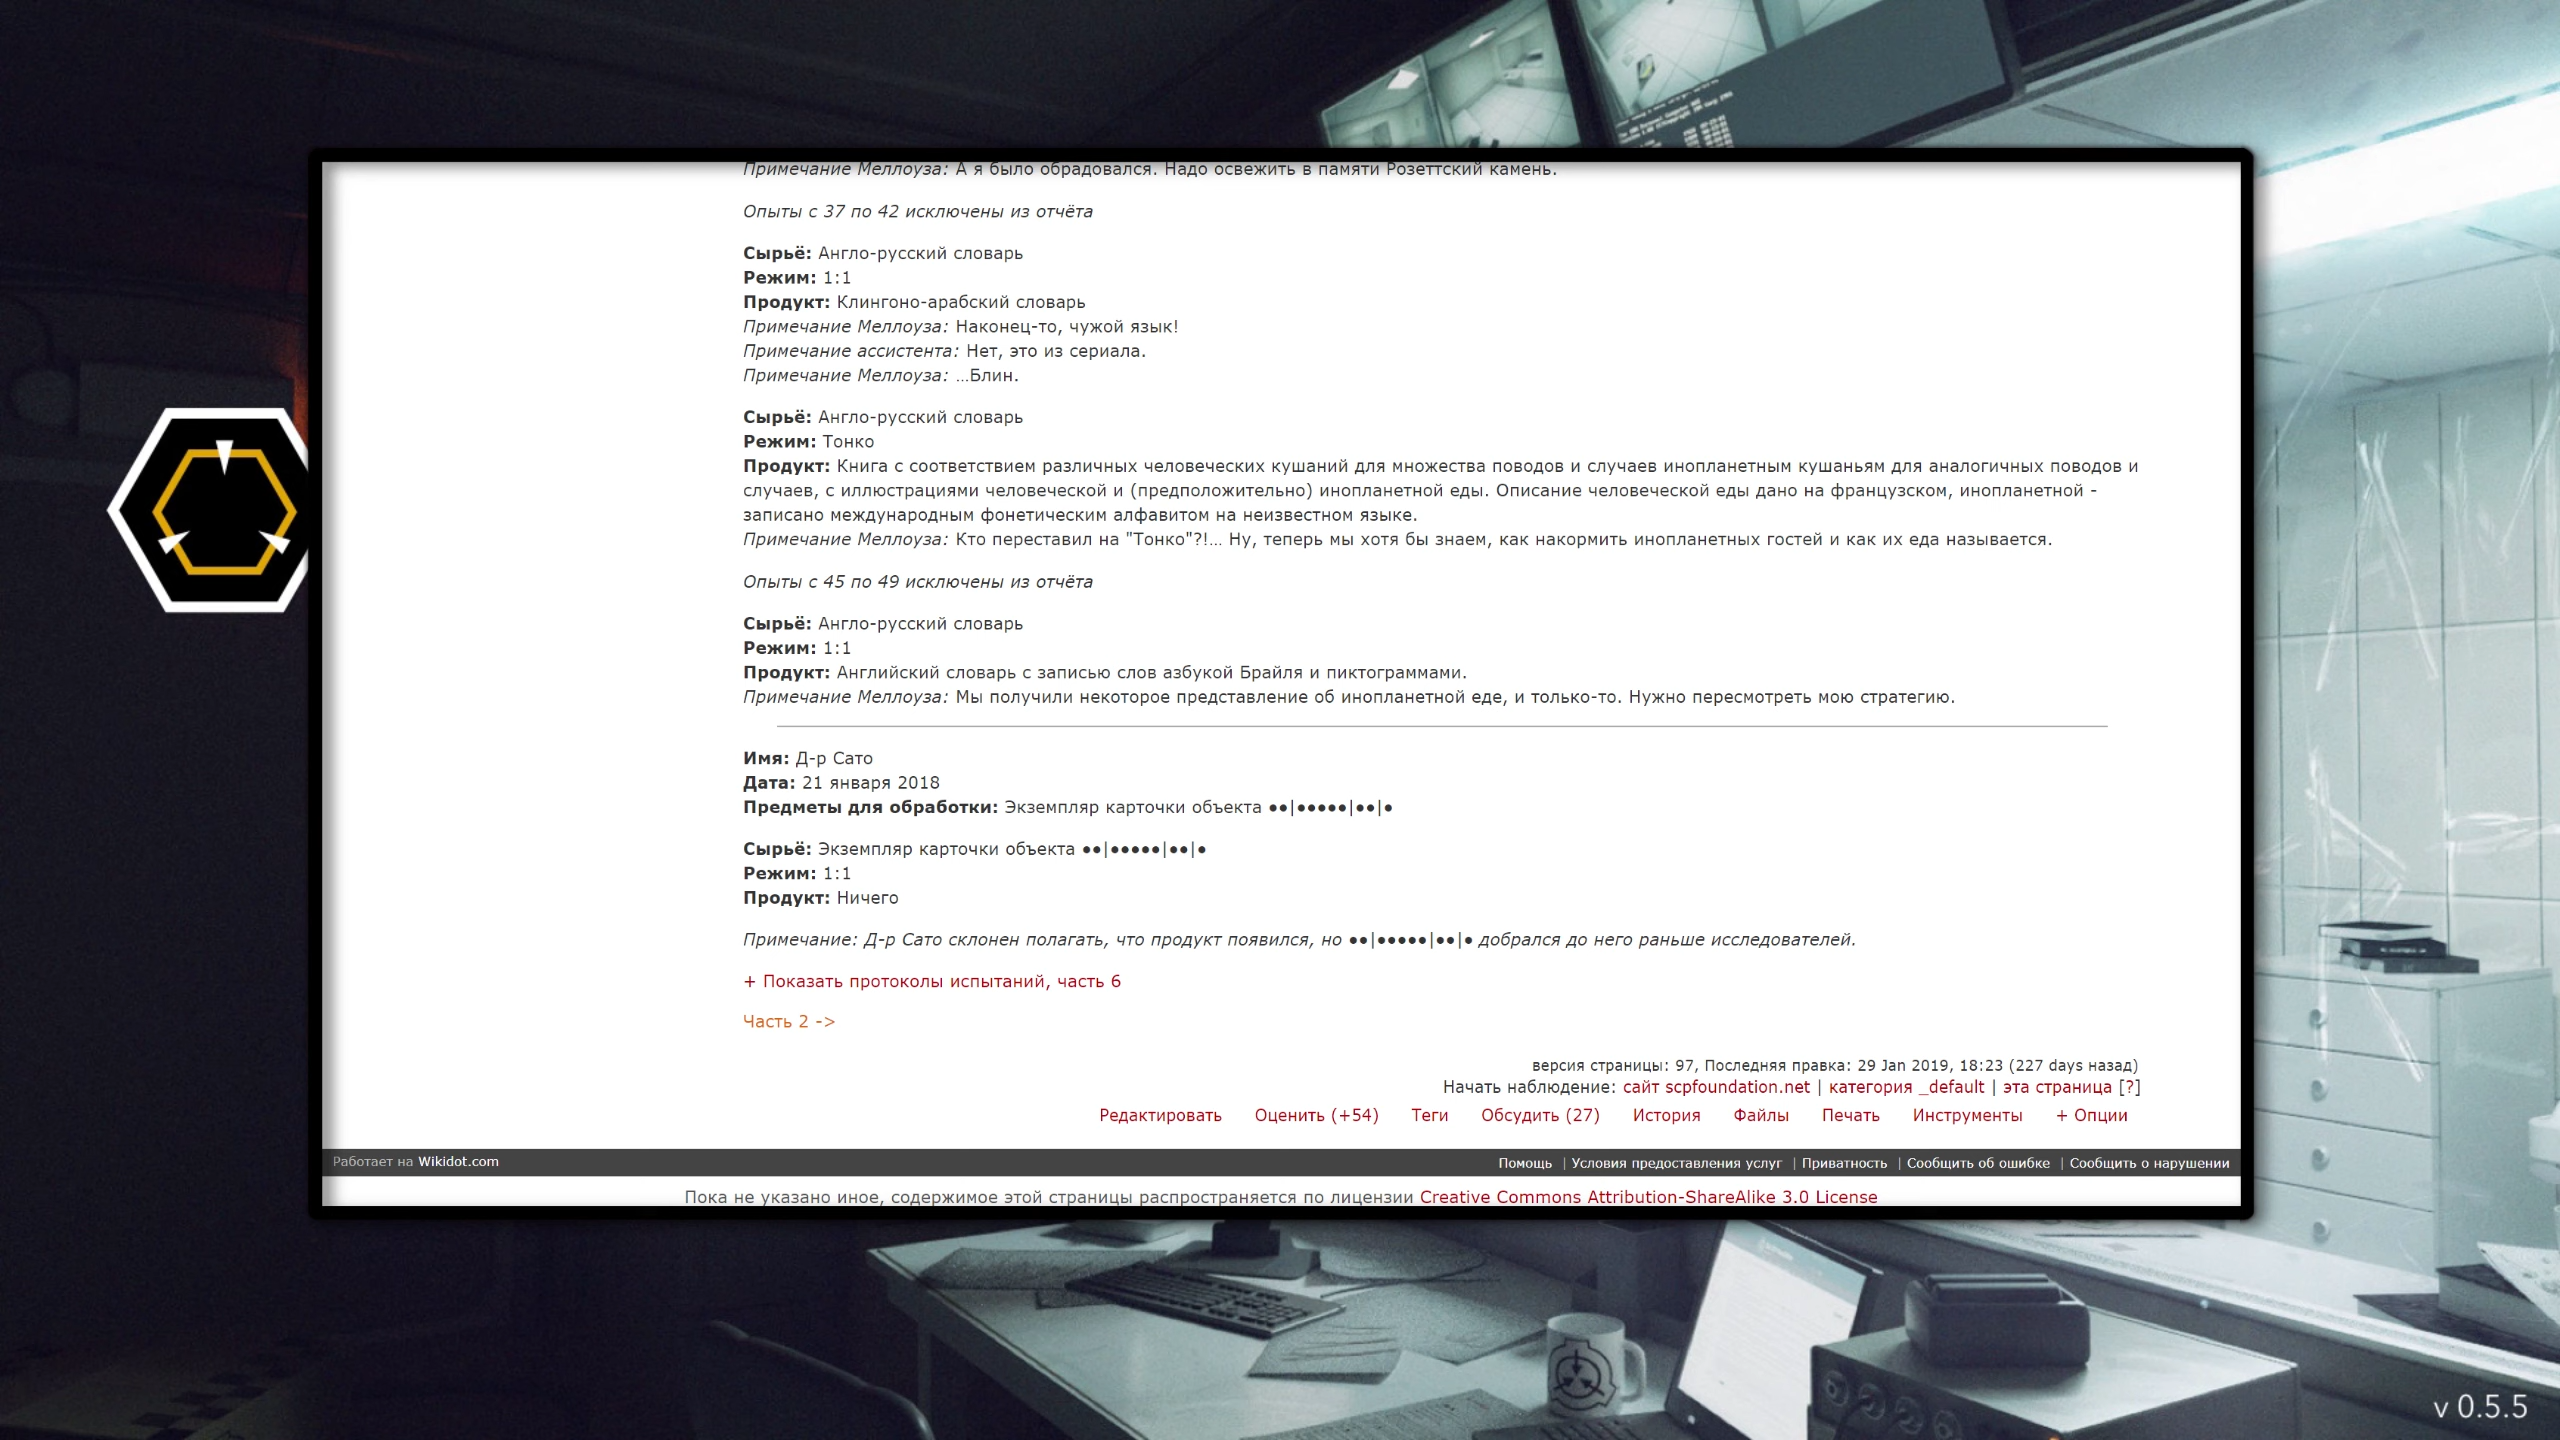 Примечание Меллоуза: А я было обрадовался. Надо освежить в памяти Розеттский камень.
Опыты с 37 по 42 исключены из отчёта
Сырьё: Англо-русский словарь
Режим: 1:1
Продукт: Клингоно-арабский словарь
Примечание Меллоуза: Наконец-то, чужой язык!
Примечание ассистента: Нет, это из сериала.
Примечание Меллоуза: …Блин.
Сырьё: Англо-русский словарь
Режим: Тонко
Продукт: Книга с соответствием различных человеческих кушаний для множества поводов и случаев инопланетным кушаньям для аналогичных поводов и
случаев, с иллюстрациями человеческой и (предположительно) инопланетной еды. Описание человеческой еды дано на французском, инопланетной -
записано международным фонетическим алфавитом на неизвестном языке.
Примечание Меллоуза: Кто переставил на "Тонко"?!… Ну, теперь мы хотя бы знаем, как накормить инопланетных гостей и как их еда называется.
Опыты с 45 по 49 исключены из отчёта
Сырьё: Англо-русский словарь
Режим: 1:1
Продукт: Английский словарь с записью слов азбукой Брайля и пиктограммами.
Примечание Меллоуза: Мы получили некоторое представление об инопланетной еде, и только-то. Нужно пересмотреть мою стратегию.
Имя: Д-р Сато
Дата: 21 января 2018
Предметы для обработки: Экземпляр карточки объекта ●●|●●●●●|●●|●
Сырьё: Экземпляр карточки объекта ●●|●●●●●|●●|●
Режим: 1:1
Продукт: Ничего
Примечание: Д-р Сато склонен полагать, что продукт появился, но ●●|●●●●●|●●|● добрался до него раньше исследователей.
+ Показать протоколы испытаний, часть 6
Часть 2 ->
версия страницы: 97, Последняя правка: 29 Jan 2019, 18:23 (227 days назад)
Начать наблюдение: сайт scpfoundation.net | категория _default | эта страница [?]
Редактировать Оценить (+54) Теги Обсудить (27) История Файлы Печать Инструменты + Опции
Работает на Wikidot.com Помощь | Условия предоставления услуг | Приватность | Сообщить об ошибке | Сообщить о нарушении
Пока не указано иное, содержимое этой страницы распространяется по лицензии Creative Commons Attribution-ShareAlike 3.0 License
v 0.5.5